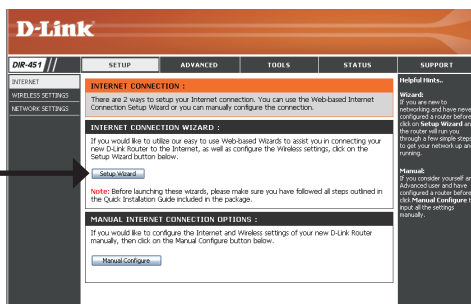 D-Link
DIR-451
SETUP
ADVANCED
TOOLS
STATUS
SUPPORT
INTERNET
WIRELESS SETTINGS
NETWORK SETTINGS
INTERNET CONNECTION :
There are 2 ways to setup your Internet connection. You can use the Web-based Internet
Connection Setup Wizard or you can manually configure the connection.
INTERNET CONNECTION WIZARD :
If you would like to utilize our easy to use Web-based Wizards to assist you in connecting your
new D-Link Router to the Internet, as well as configure the Wireless settings, click on the
Setup Wizard button below.
Setup Wizard
Note: Before launching these wizards, please make sure you have followed all steps outlined in
the Quick Installation Guide included in the package.
MANUAL INTERNET CONNECTION OPTIONS :
If you would like to configure the Internet and Wireless settings of your new D-Link Router
manually, then click on the Manual Configure button below.
Manual Configure
Helpful Hints..
Wizard:
If you are new to
networking and have neve
configured a router before
click on Setup Wizard an
the router will run you
through a few simple steps
to get your network up an
running.
Manual:
If you consider yourself an
Advanced user and have
configured a router before
click Manual Configure t
input all the settings
manually.